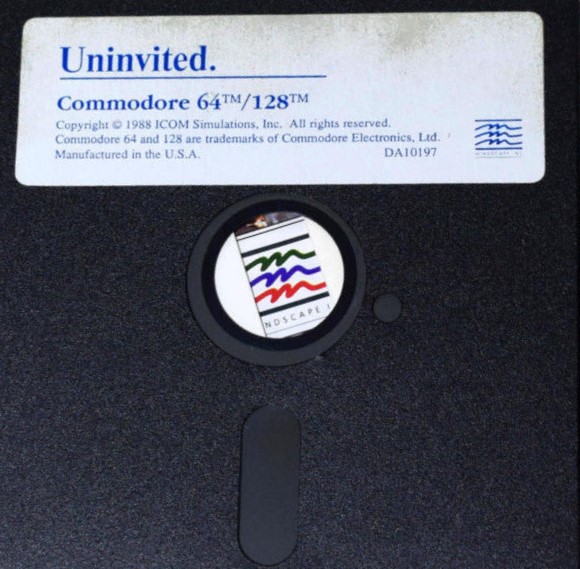 Uninvited.
Commodore 64™/128™
Copyright © 1988 ICOM Simulations, Inc. All rights reserved.
Commodore 64 and 128 are trademarks of Commodore Electronics, Ltd.
Manufactured in the U.S.A. DA10197
NDSCAPE I